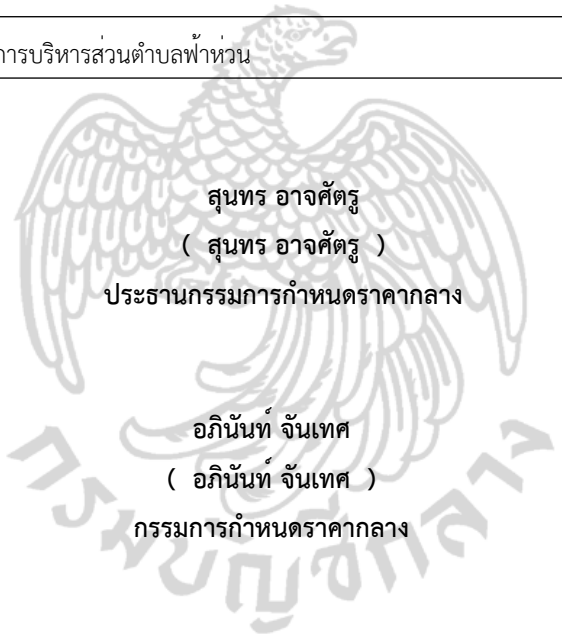 การบริหารส่วนตำบลฟ้าห่วน
สุนทร อาจศัตรู
( สุนทร อาจศัตรู )
ประธานกรรมการกำหนดราคากลาง
อภินันท์ จันเทศ
( อภินันท์ จันเทศ )
กรรมการกำหนดราคากลาง
กรมบัญชีกลาง